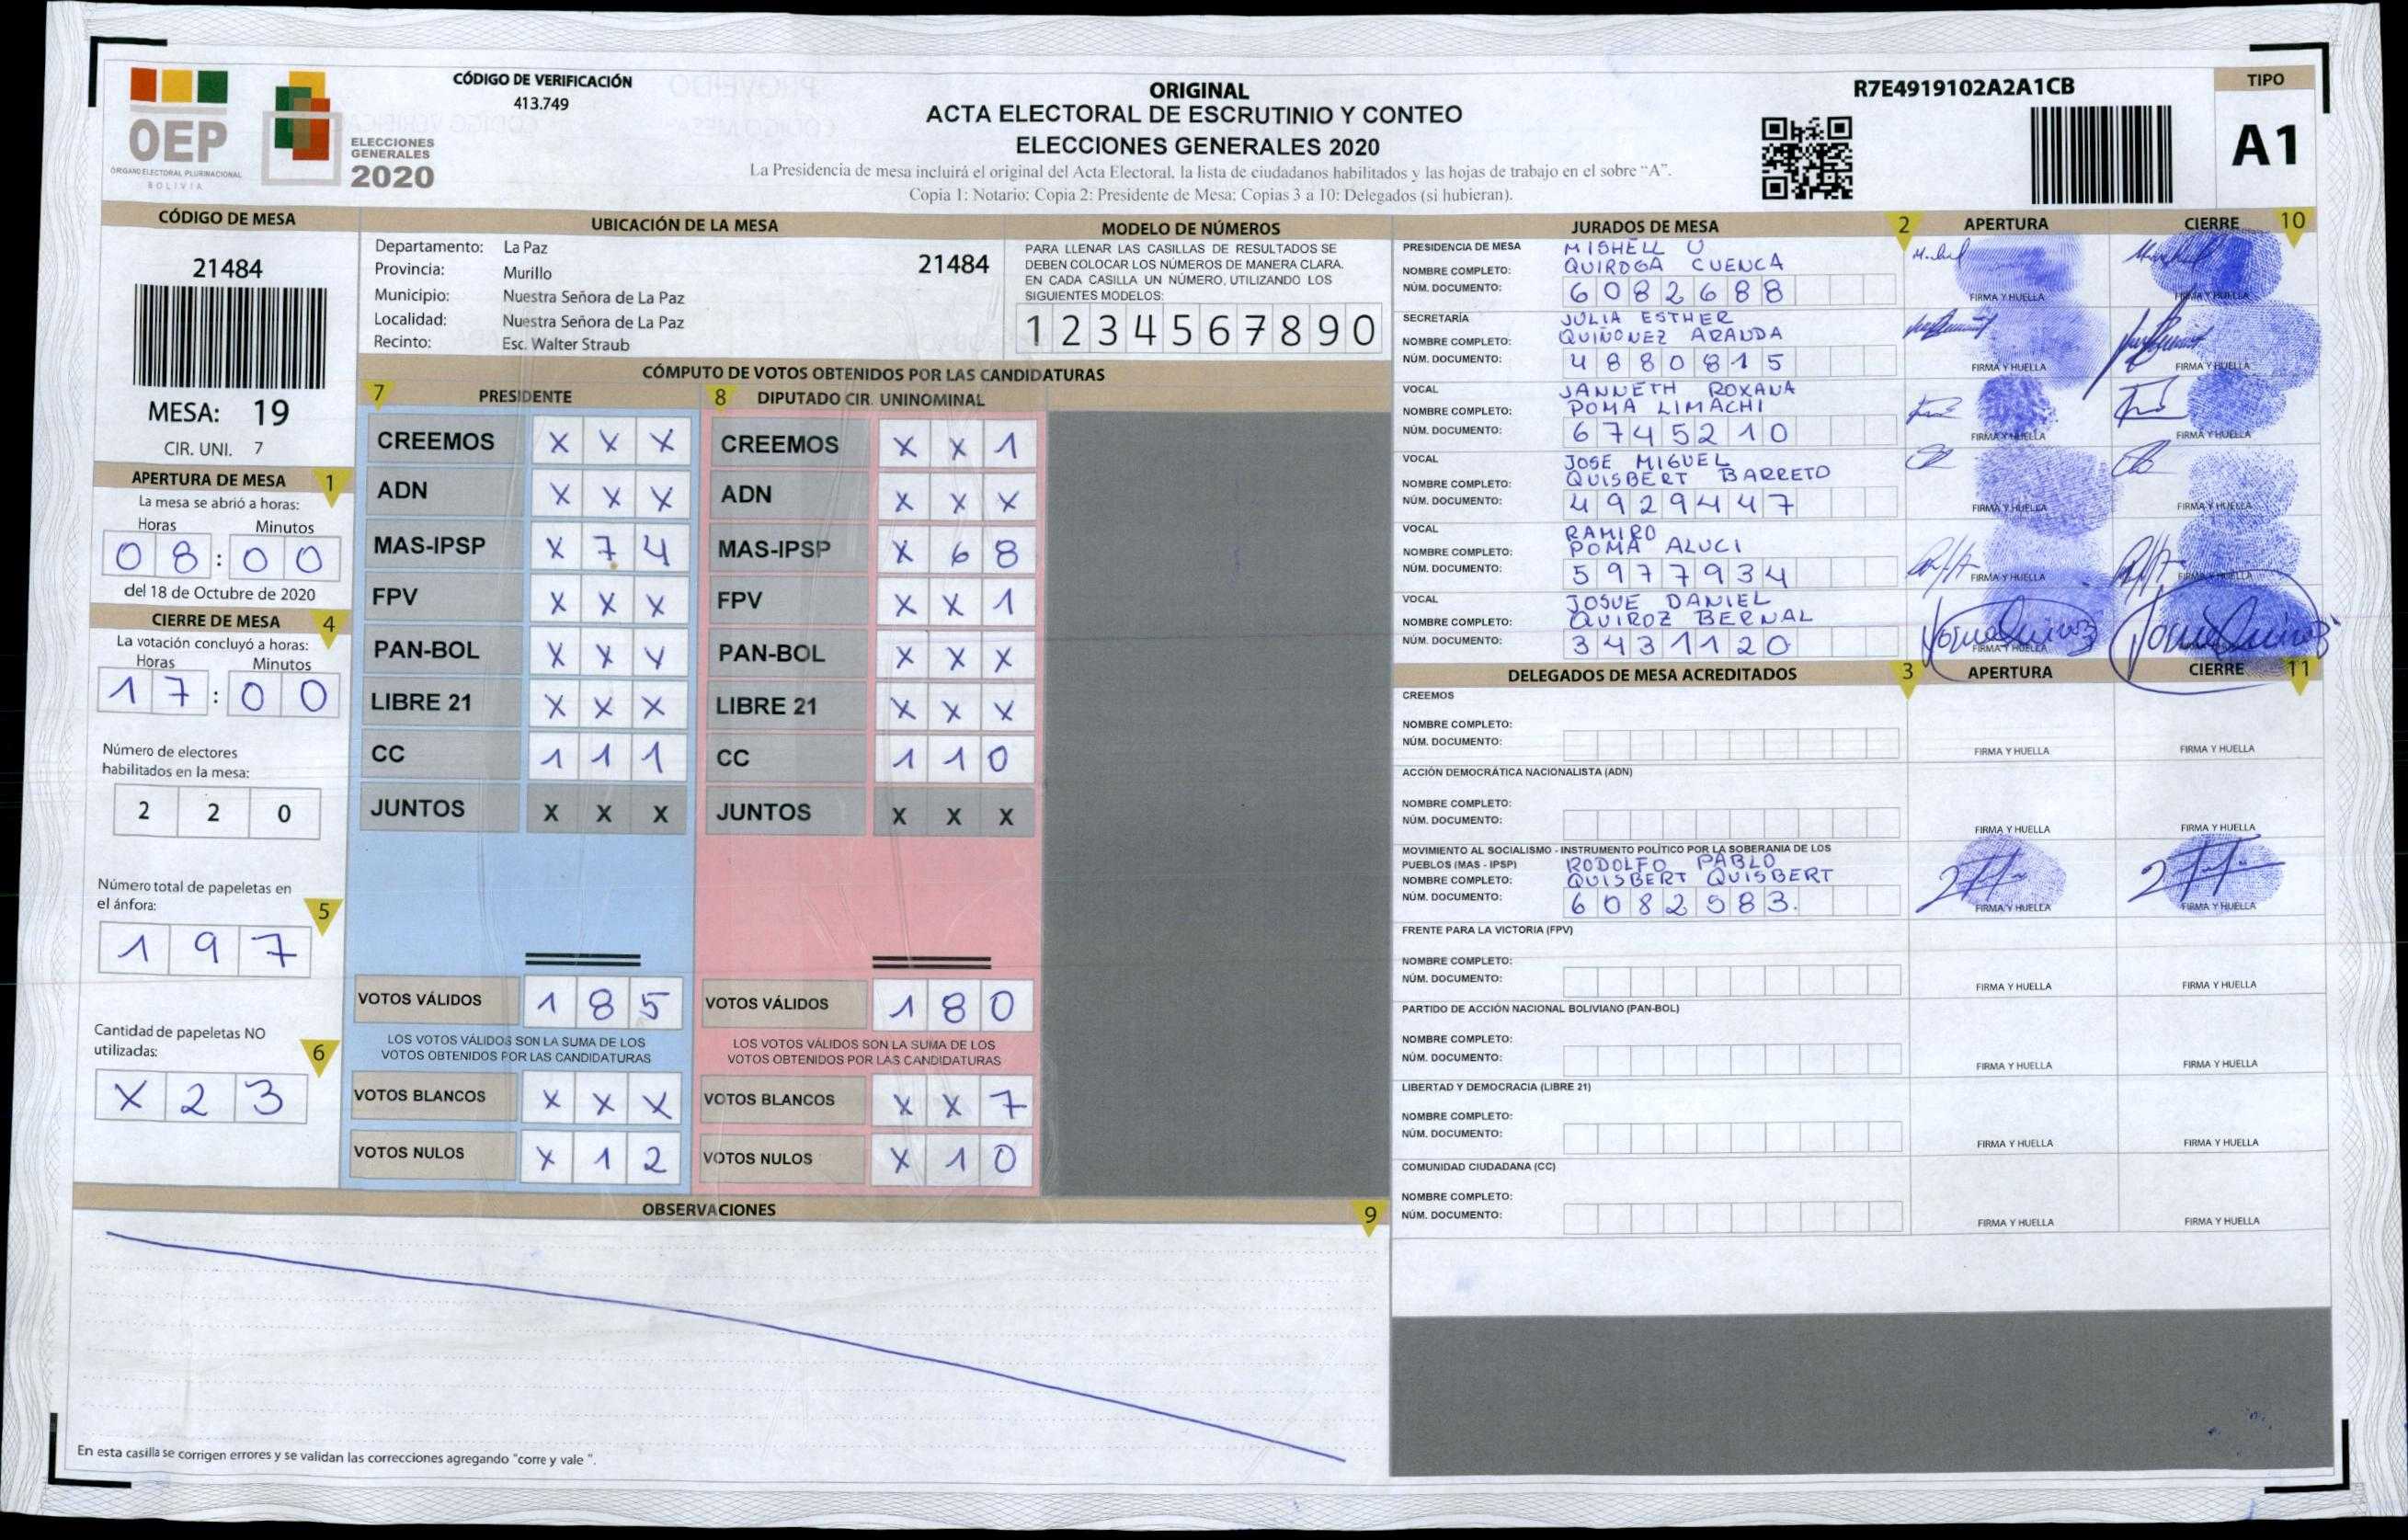 OEP
ÓRGANO ELECTORAL PLURINACIONAL
BOLIVIA
ELECCIONES
GENERALES
2020
CÓDIGO DE VERIFICACIÓN
413.749
ORIGINAL
ACTA ELECTORAL DE ESCRUTINIO Y CONTEO
ELECCIONES GENERALES 2020
La Presidencia de mesa incluirá el original del Acta Electoral, la lista de ciudadanos habilitados y las hojas de trabajo en el sobre “A”.
Copia 1: Notario: Copia 2: Presidente de Mesa: Copias 3 a 10: Delegados (si hubieran).
R7E4919102A2A1CB
TIPO
A1
CÓDIGO DE MESA
21484
MESA: 19
CIR. UNI. 7
APERTURA DE MESA 1
La mesa se abrió a horas:
Horas Minutos
08:00
del 18 de Octubre de 2020
CIERRE DE MESA 4
La votación concluyó a horas:
Horas Minutos
17:00
Número de electores
habilitados en la mesa:
2 2 0
Número total de papeletas en
el ánfora: 5
1 9 7
Cantidad de papeletas NO
utilizadas: 6
X 2 3
UBICACIÓN DE LA MESA
Departamento: La Paz
21484
Provincia: Murillo
Municipio: Nuestra Señora de La Paz
Localidad: Nuestra Señora de La Paz
Recinto: Esc. Walter Straub
MODELO DE NÚMEROS
PARA LLENAR LAS CASILLAS DE RESULTADOS SE
DEBEN COLOCAR LOS NÚMEROS DE MANERA CLARA.
EN CADA CASILLA UN NÚMERO, UTILIZANDO LOS
SIGUIENTES MODELOS:
1 2 3 4 5 6 7 8 9 0
CÓMPUTO DE VOTOS OBTENIDOS POR LAS CANDIDATURAS
7 PRESIDENTE
CREEMOS X X X
ADN X X X
MAS-IPSP X 7 4
FPV X X X
PAN-BOL X X X
LIBRE 21 X X X
CC 1 1 1
JUNTOS X X X
VOTOS VÁLIDOS 1 8 5
LOS VOTOS VÁLIDOS SON LA SUMA DE LOS
VOTOS OBTENIDOS POR LAS CANDIDATURAS
VOTOS BLANCOS X X X
VOTOS NULOS X 1 2
8 DIPUTADO CIR. UNINOMINAL
CREEMOS X X 1
ADN X X X
MAS-IPSP X 6 8
FPV X X 1
PAN-BOL X X X
LIBRE 21 X X X
CC 1 1 0
JUNTOS X X X
VOTOS VÁLIDOS 1 8 0
LOS VOTOS VÁLIDOS SON LA SUMA DE LOS
VOTOS OBTENIDOS POR LAS CANDIDATURAS
VOTOS BLANCOS X X 7
VOTOS NULOS X 1 0
OBSERVACIONES 9
En esta casilla se corrigen errores y se validan las correcciones agregando “corre y vale ”.
JURADOS DE MESA 2 APERTURA CIERRE 10
PRESIDENCIA DE MESA MISHELL U
NOMBRE COMPLETO: QUIROGA CUENCA
NÚM. DOCUMENTO: 6082688
FIRMA Y HUELLA FIRMA Y HUELLA
SECRETARÍA JULIA ESTHER
NOMBRE COMPLETO: QUIÑONEZ ARANDA
NÚM. DOCUMENTO: 4880815
FIRMA Y HUELLA FIRMA Y HUELLA
VOCAL JANNETH ROXANA
NOMBRE COMPLETO: POMA LIMACHI
NÚM. DOCUMENTO: 6745210
FIRMA Y HUELLA FIRMA Y HUELLA
VOCAL JOSE MIGUEL
NOMBRE COMPLETO: QUISBERT BARRETO
NÚM. DOCUMENTO: 4929447
FIRMA Y HUELLA FIRMA Y HUELLA
VOCAL RAMIRO
NOMBRE COMPLETO: POMA ALUCI
NÚM. DOCUMENTO: 5977934
FIRMA Y HUELLA FIRMA Y HUELLA
VOCAL JOSUE DANIEL
NOMBRE COMPLETO: QUIROZ BERNAL
NÚM. DOCUMENTO: 3431120
FIRMA Y HUELLA
DELEGADOS DE MESA ACREDITADOS 3 APERTURA CIERRE 11
CREEMOS
NOMBRE COMPLETO:
NÚM. DOCUMENTO:
FIRMA Y HUELLA FIRMA Y HUELLA
ACCIÓN DEMOCRÁTICA NACIONALISTA (ADN)
NOMBRE COMPLETO:
NÚM. DOCUMENTO:
FIRMA Y HUELLA FIRMA Y HUELLA
MOVIMIENTO AL SOCIALISMO - INSTRUMENTO POLÍTICO POR LA SOBERANIA DE LOS
PUEBLOS (MAS - IPSP) RODOLFO PABLO
NOMBRE COMPLETO: QUISBERT QUISBERT
NÚM. DOCUMENTO: 6082583.
FIRMA Y HUELLA FIRMA Y HUELLA
FRENTE PARA LA VICTORIA (FPV)
NOMBRE COMPLETO:
NÚM. DOCUMENTO:
FIRMA Y HUELLA FIRMA Y HUELLA
PARTIDO DE ACCIÓN NACIONAL BOLIVIANO (PAN-BOL)
NOMBRE COMPLETO:
NÚM. DOCUMENTO:
FIRMA Y HUELLA FIRMA Y HUELLA
LIBERTAD Y DEMOCRACIA (LIBRE 21)
NOMBRE COMPLETO:
NÚM. DOCUMENTO:
FIRMA Y HUELLA FIRMA Y HUELLA
COMUNIDAD CIUDADANA (CC)
NOMBRE COMPLETO:
NÚM. DOCUMENTO:
FIRMA Y HUELLA FIRMA Y HUELLA